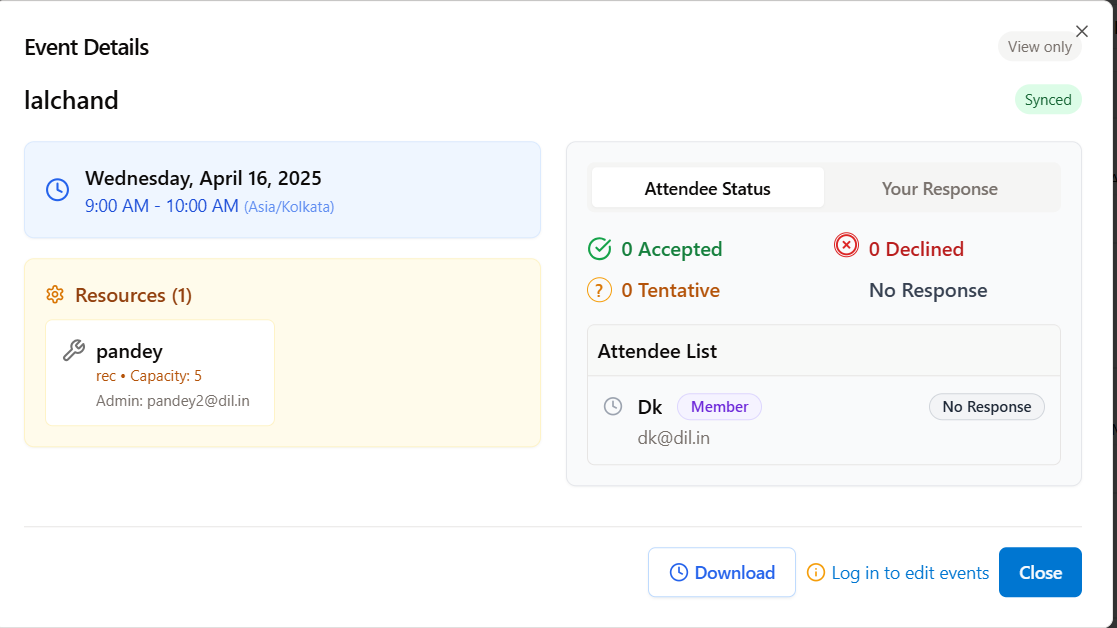 Event Details
View only
lalchand
Synced
Wednesday, April 16, 2025
9:00 AM - 10:00 AM (Asia/Kolkata)
Resources (1)
pandey
rec • Capacity: 5
Admin: pandey2@dil.in
Attendee Status
Your Response
0 Accepted
0 Declined
0 Tentative
No Response
Attendee List
Dk Member
No Response
dk@dil.in
Download
Log in to edit events
Close